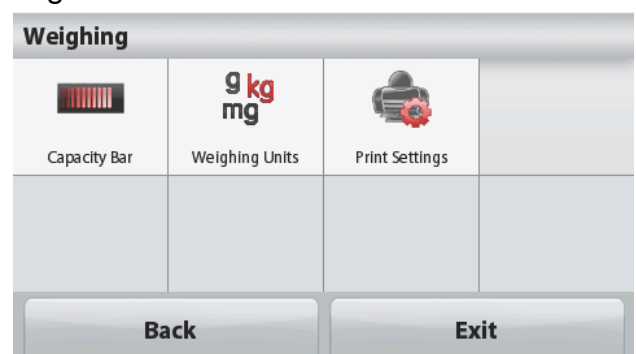 Weighing
g kg
mg
Capacity Bar
Weighing Units
Print Settings
Back
Exit